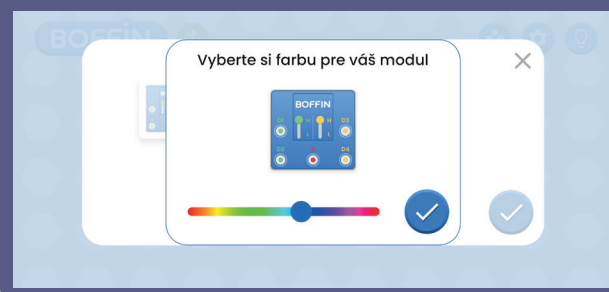 BOFFIN
Vyberte si farbu pre váš modul
BOFFIN
D1 H H D3
L L
D2 D4